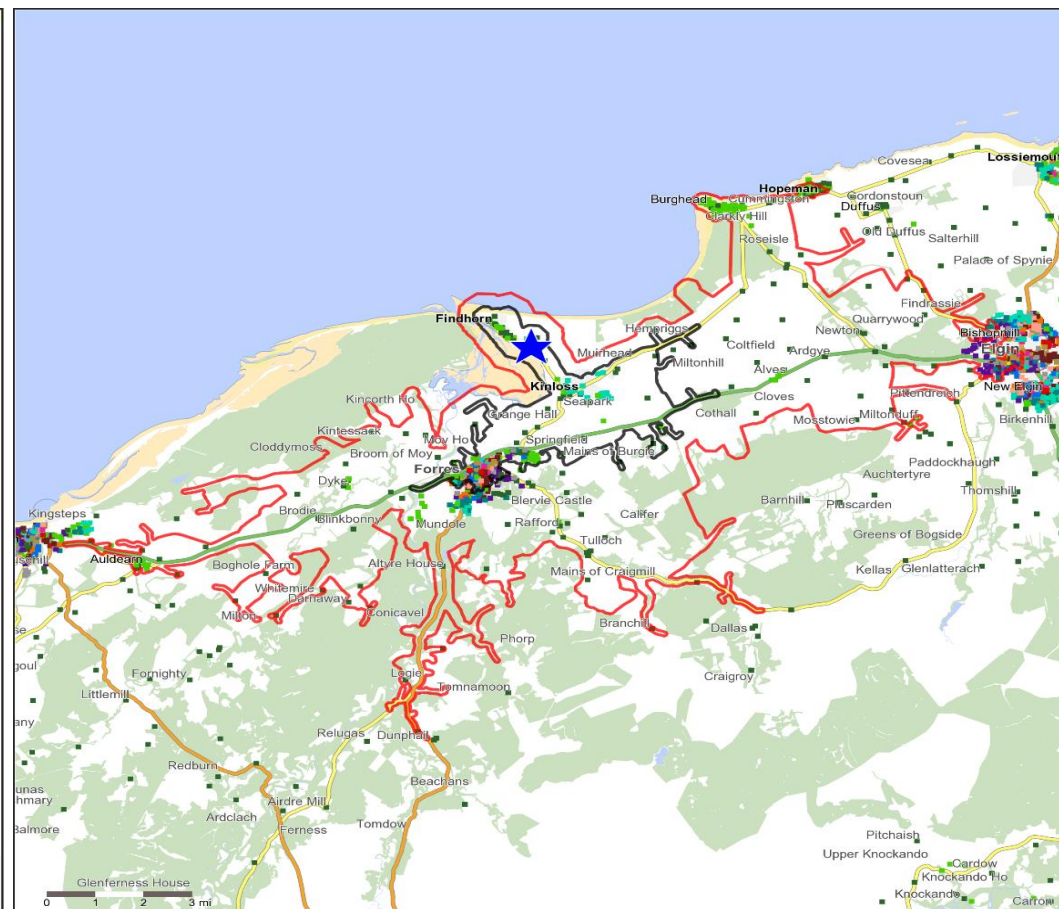 Covesea
Lossiemou
Hopeman
Gordonstoun
Burghead
Cummingston
Duffus
Clarkly Hill
Old Duffus
Roseisle
Salterhill
Palace of Spynie
Findrassie
Findhorn
Quarrywood
Hempriggs
Newton
Bishopmill
Coltfield
Elgin
Muirhead
Ardgye
Miltonhill
Alves
Kinloss
New Elgin
Pittendreich
Kincorth Ho
Seapark
Cloves
Grange Hall
Cothall
Miltonduff
Birkenhill
Mosstowie
Kintessack
Moy Ho
Springfield
Cloddymoss
Broom of Moy
Mains of Burgie
Paddockhaugh
Forres
Auchtertyre
Dyke
Thomshill
Blervie Castle
Barnhill
Pluscarden
Brodie
Califer
Kingsteps
Blinkbonny
Mundole
Rafford
Greens of Bogside
Tulloch
Auldearn
Boghole Farm
Altyre House
Mains of Craigmill
Kellas
Glenlatterach
Whitemire
Darnaway
Milton
Conicavel
Branchill
Dallas
Phorp
Logie
Craigroy
Fornighty
Tomnamoon
Littlemill
Relugas
Dunphail
Redburn
Beachans
Airdre Mill
Ardclach
Tomdow
Ferness
Balmore
Pitchaish
Upper Knockando
Cardow
Glenferness House
Knockando Ho
Knockando
Carron
0 1 2 3 mi